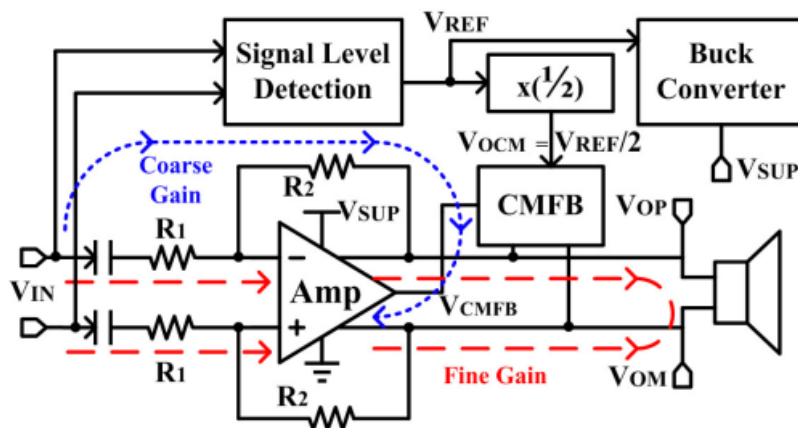 VREF
Signal Level
Detection
x(1/2)
Buck
Converter
VOCM = VREF/2
VSUP
Coarse
Gain
R2
VSUP
CMFB
VOP
R1
VIN
−
Amp
+
VCMFB
R1
R2
Fine Gain
VOM